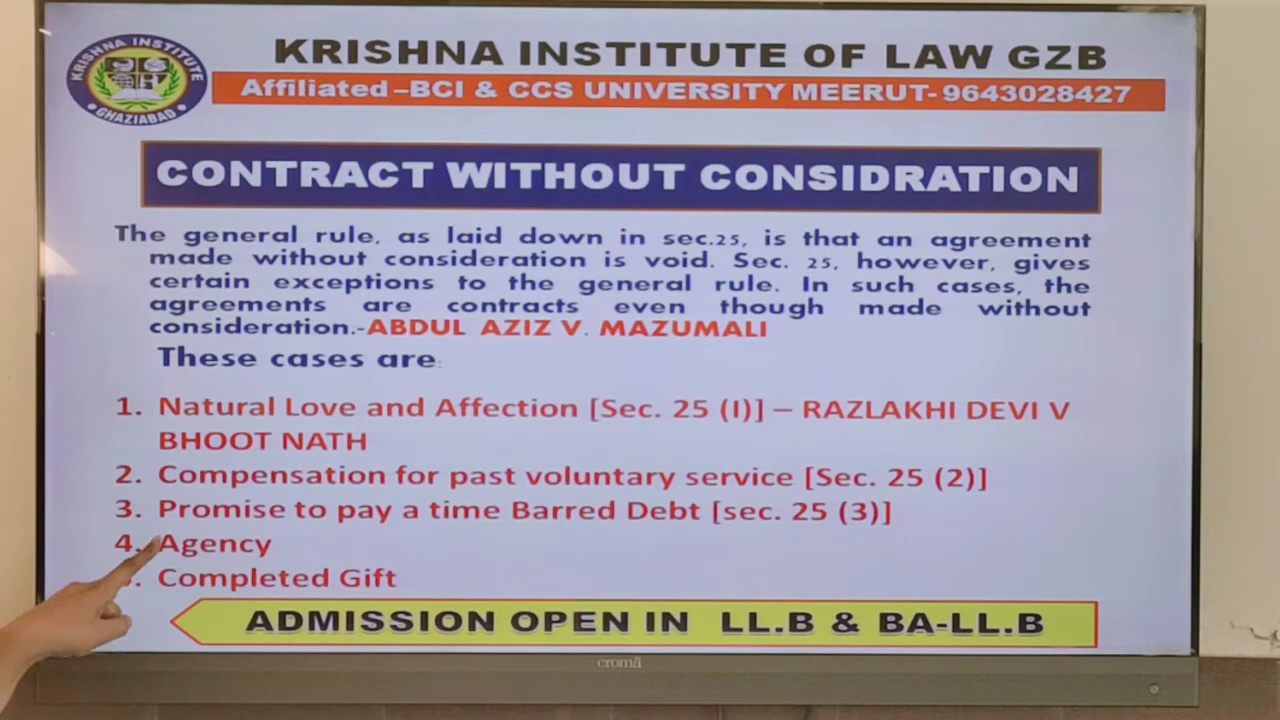 KRISHNA INSTITUTE
GHAZIABAD
KRISHNA INSTITUTE OF LAW GZB
Affiliated –BCI & CCS UNIVERSITY MEERUT- 9643028427
CONTRACT WITHOUT CONSIDRATION
The general rule, as laid down in sec.25, is that an agreement
made without consideration is void. Sec. 25, however, gives
certain exceptions to the general rule. In such cases, the
agreements are contracts even though made without
consideration.-ABDUL AZIZ V. MAZUMALI
These cases are:
1. Natural Love and Affection [Sec. 25 (I)] – RAZLAKHI DEVI V
BHOOT NATH
2. Compensation for past voluntary service [Sec. 25 (2)]
3. Promise to pay a time Barred Debt [sec. 25 (3)]
4. Agency
Completed Gift
ADMISSION OPEN IN LL.B & BA-LL.B
cromā